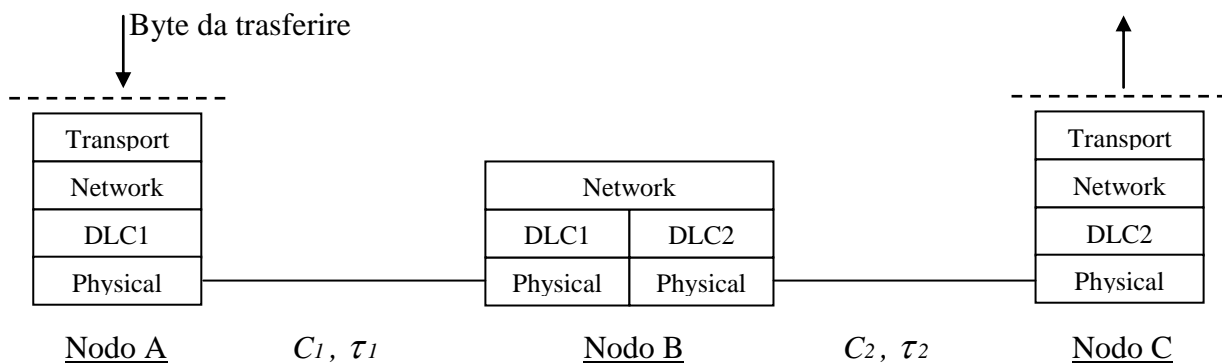 Byte da trasferire
Transport Transport
Network Network Network
DLC1 DLC1 DLC2 DLC2
Physical Physical Physical Physical
Nodo A C1 , τ1 Nodo B C2 , τ2 Nodo C